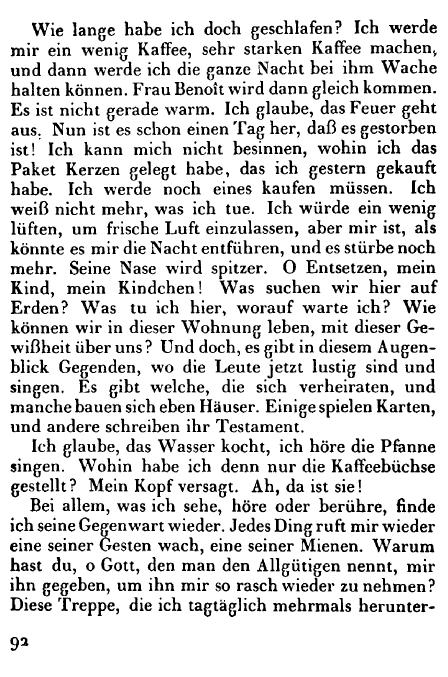 Wie lange habe ich doch geschlafen? Ich werde
mir ein wenig Kaffee, sehr starken Kaffee machen,
und dann werde ich die ganze Nacht bei ihm Wache
halten können. Frau Benoît wird dann gleich kommen.
Es ist nicht gerade warm. Ich glaube, das Feuer geht
aus. Nun ist es schon einen Tag her, daß es gestorben
ist! Ich kann mich nicht besinnen, wohin ich das
Paket Kerzen gelegt habe, das ich gestern gekauft
habe. Ich werde noch eines kaufen müssen. Ich
weiß nicht mehr, was ich tue. Ich würde ein wenig
lüften, um frische Luft einzulassen, aber mir ist, als
könnte es mir die Nacht entführen, und es stürbe noch
mehr. Seine Nase wird spitzer. O Entsetzen, mein
Kind, mein Kindchen! Was suchen wir hier auf
Erden? Was tu ich hier, worauf warte ich? Wie
können wir in dieser Wohnung leben, mit dieser Ge-
wißheit über uns? Und doch, es gibt in diesem Augen-
blick Gegenden, wo die Leute jetzt lustig sind und
singen. Es gibt welche, die sich verheiraten, und
manche bauen sich eben Häuser. Einige spielen Karten,
und andere schreiben ihr Testament.
Ich glaube, das Wasser kocht, ich höre die Pfanne
singen. Wohin habe ich denn nur die Kaffeebüchse
gestellt? Mein Kopf versagt. Ah, da ist sie!
Bei allem, was ich sehe, höre oder berühre, finde
ich seine Gegenwart wieder. Jedes Ding ruft mir wieder
eine seiner Gesten wach, eine seiner Mienen. Warum
hast du, o Gott, den man den Allgütigen nennt, mir
ihn gegeben, um ihn mir so rasch wieder zu nehmen?
Diese Treppe, die ich tagtäglich mehrmals herunter-
92